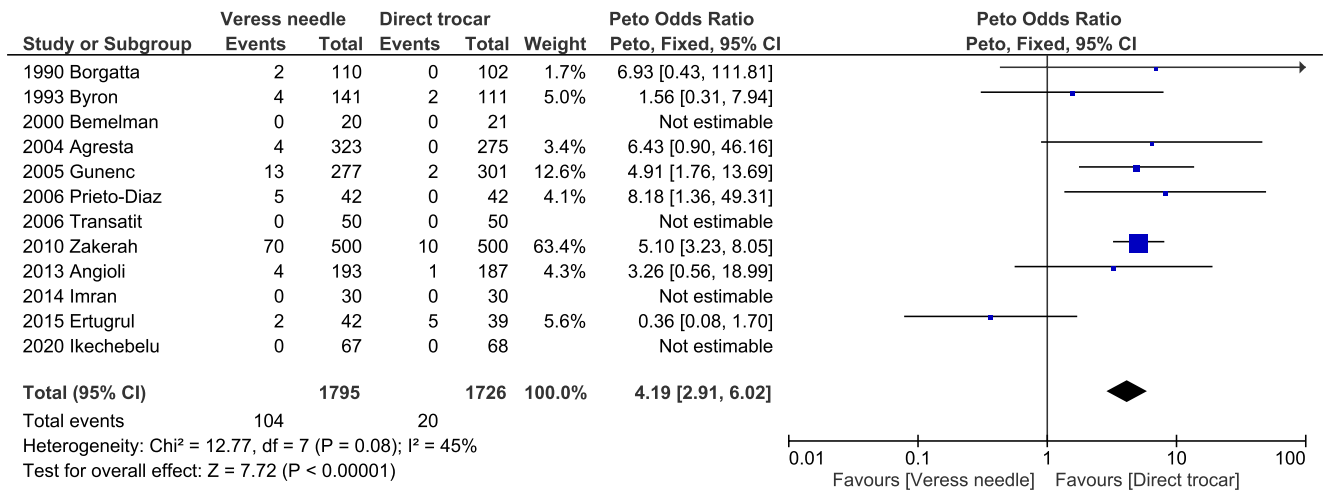 Veress needle Direct trocar Peto Odds Ratio Peto Odds Ratio
Study or Subgroup Events Total Events Total Weight Peto, Fixed, 95% CI Peto, Fixed, 95% CI
1990 Borgatta 2 110 0 102 1.7% 6.93 [0.43, 111.81]
1993 Byron 4 141 2 111 5.0% 1.56 [0.31, 7.94]
2000 Bemelman 0 20 0 21 Not estimable
2004 Agresta 4 323 0 275 3.4% 6.43 [0.90, 46.16]
2005 Gunenc 13 277 2 301 12.6% 4.91 [1.76, 13.69]
2006 Prieto-Diaz 5 42 0 42 4.1% 8.18 [1.36, 49.31]
2006 Transatit 0 50 0 50 Not estimable
2010 Zakerah 70 500 10 500 63.4% 5.10 [3.23, 8.05]
2013 Angioli 4 193 1 187 4.3% 3.26 [0.56, 18.99]
2014 Imran 0 30 0 30 Not estimable
2015 Ertugrul 2 42 5 39 5.6% 0.36 [0.08, 1.70]
2020 Ikechebelu 0 67 0 68 Not estimable
Total (95% CI) 1795 1726 100.0% 4.19 [2.91, 6.02]
Total events 104 20
Heterogeneity: Chi² = 12.77, df = 7 (P = 0.08); I² = 45%
Test for overall effect: Z = 7.72 (P < 0.00001)
0.01 0.1 1 10 100
Favours [Veress needle] Favours [Direct trocar]